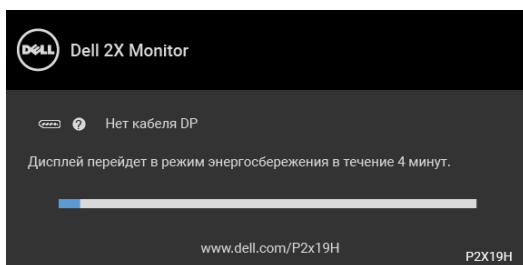 DELL Dell 2X Monitor
? Нет кабеля DP
Дисплей перейдет в режим энергосбережения в течение 4 минут.
www.dell.com/P2x19H
P2X19H